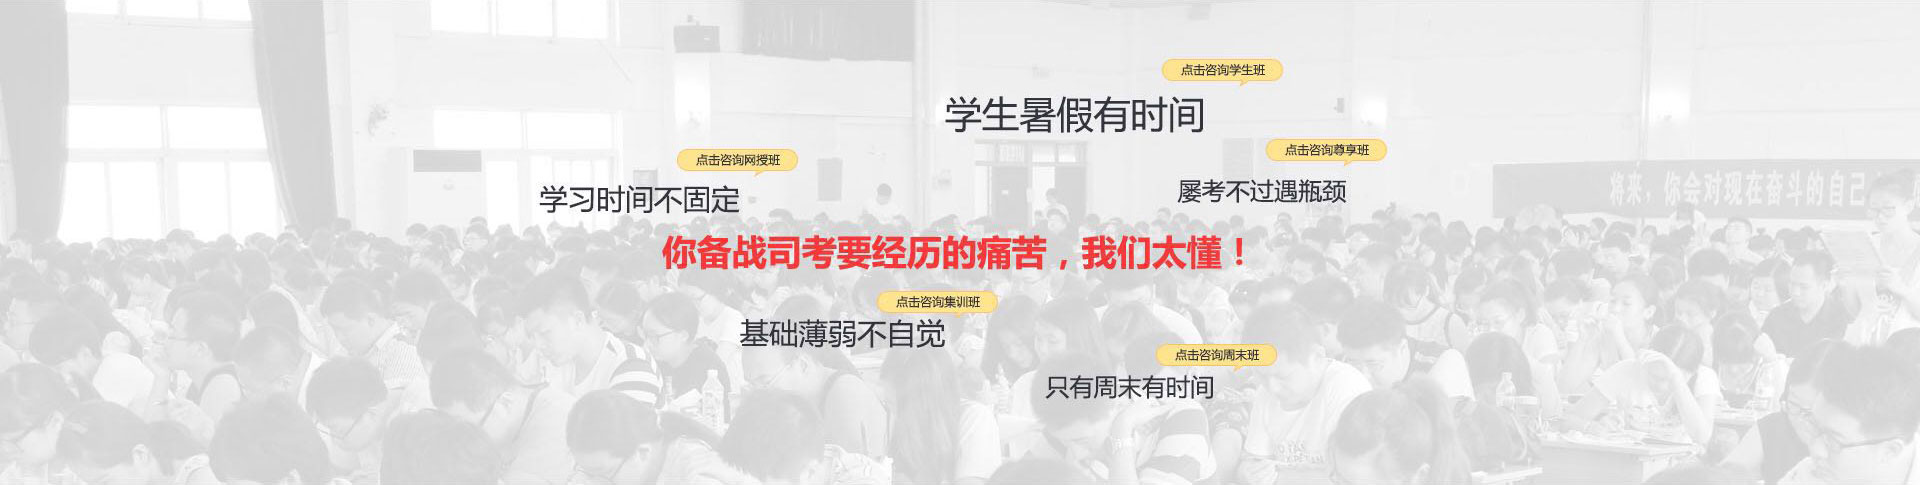 点击咨询学生班
学生暑假有时间
点击咨询网授班
学习时间不固定
点击咨询尊享班
屡考不过遇瓶颈
将来，你会对现在奋斗的自己
你备战司考要经历的痛苦，我们太懂！
点击咨询集训班
基础薄弱不自觉
点击咨询周末班
只有周末有时间